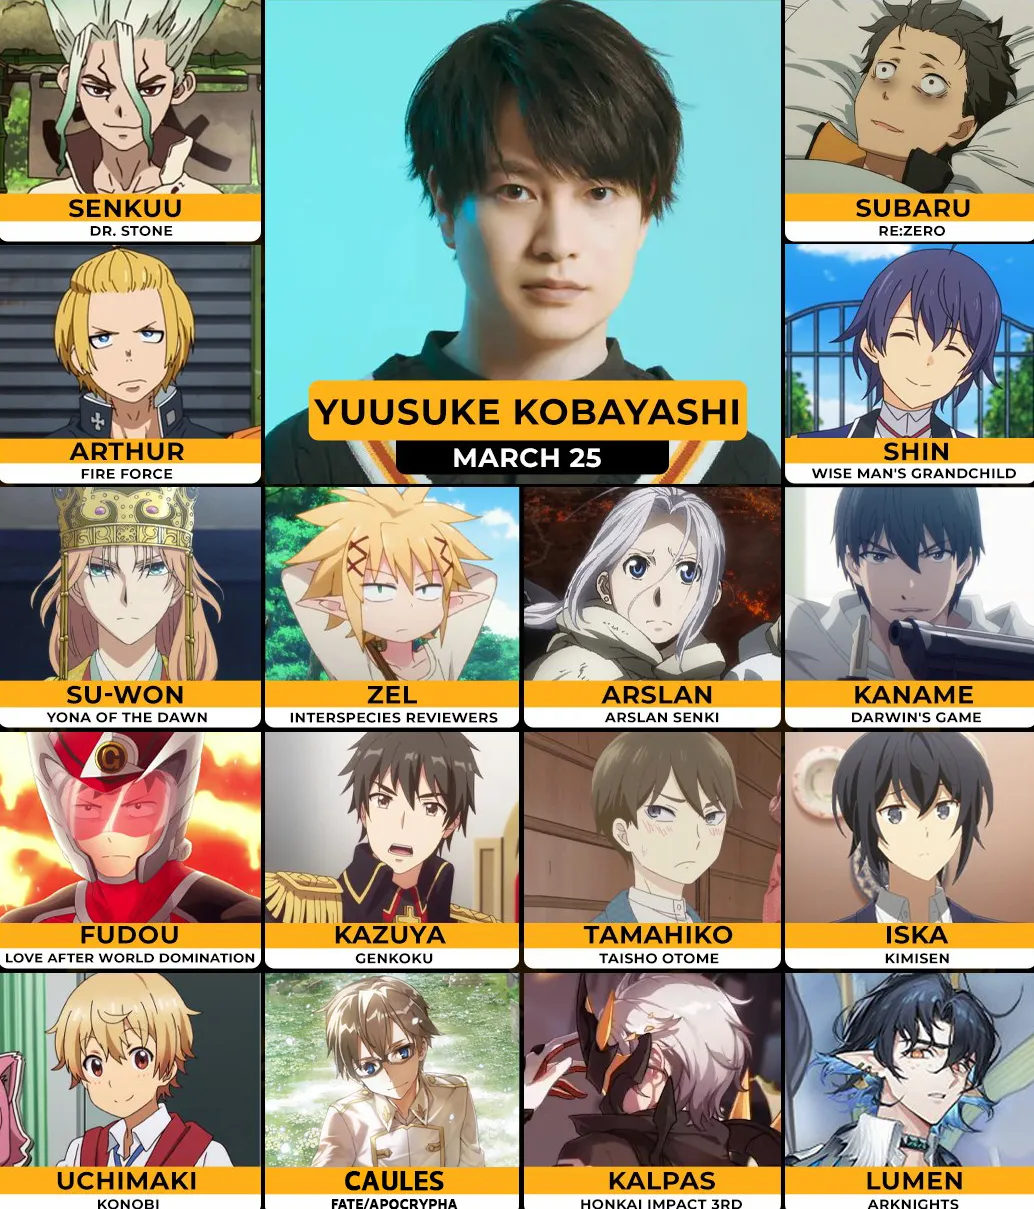 SENKUU
DR. STONE
SUBARU
RE:ZERO
ARTHUR
FIRE FORCE
YUUSUKE KOBAYASHI
MARCH 25
SHIN
WISE MAN'S GRANDCHILD
SU-WON
YONA OF THE DAWN
ZEL
INTERSPECIES REVIEWERS
ARSLAN
ARSLAN SENKI
KANAME
DARWIN'S GAME
G
FUDOU
LOVE AFTER WORLD DOMINATION
KAZUYA
GENKOKU
TAMAHIKO
TAISHO OTOME
ISKA
KIMISEN
UCHIMAKI
KONOBI
CAULES
FATE/APOCRYPHA
KALPAS
HONKAI IMPACT 3RD
LUMEN
ARKNIGHTS